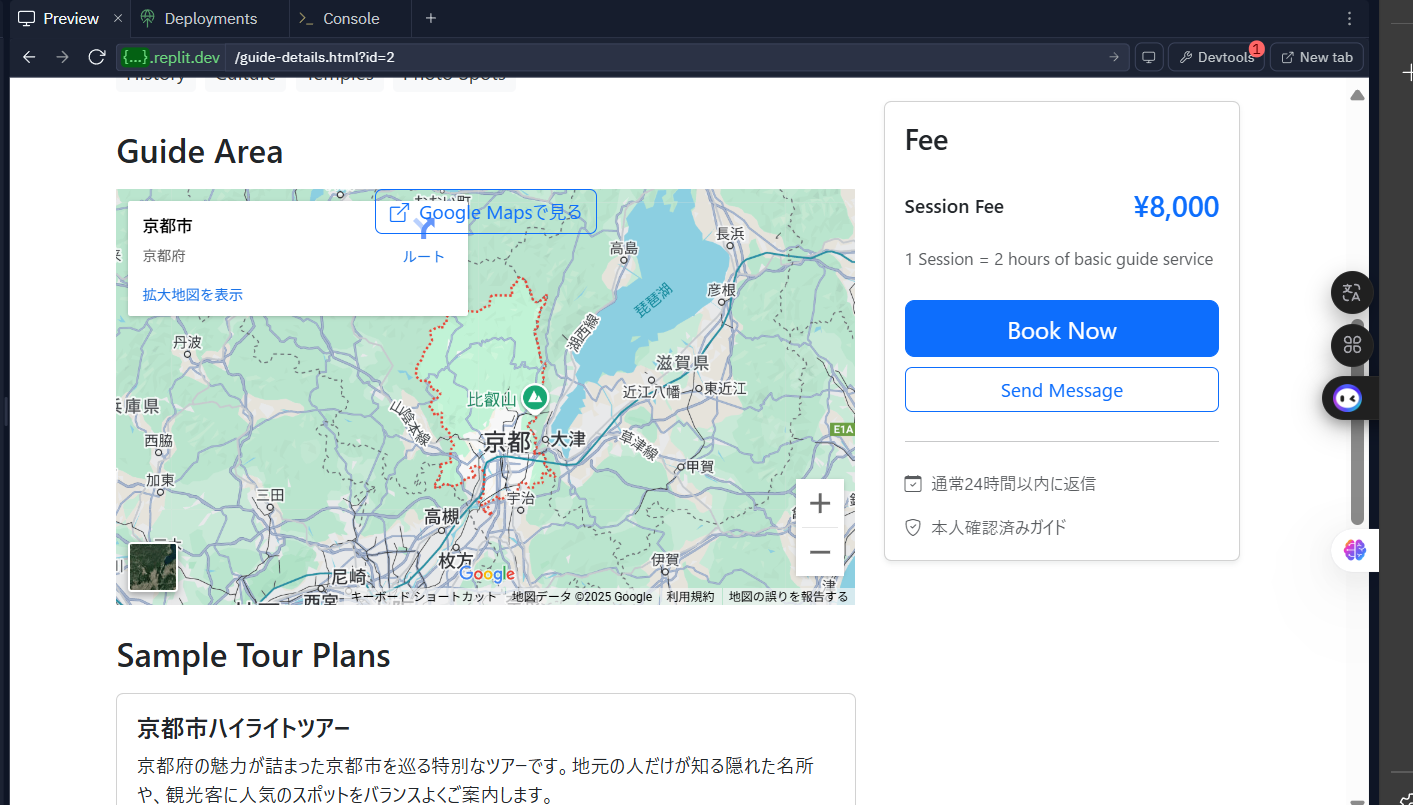 Preview
Deployments
Console
{...}.replit.dev
/guide-details.html?id=2
Devtools
1
New tab
History
Culture
Temples
Photo Spots
Guide Area
京都市
京都府
ルート
拡大地図を表示
Google Mapsで見る
おおい町
高島
長浜
彦根
琵琶湖
湖西線
丹波
滋賀県
近江八幡
東近江
比叡山
兵庫県
山陰本線
E1A
京都
大津
草津線
西脇
甲賀
加東
三田
宇治
高槻
枚方
伊賀
尼崎
西宮
津
Google
キーボード ショートカット
地図データ ©2025 Google
利用規約
地図の誤りを報告する
Fee
Session Fee
¥8,000
1 Session = 2 hours of basic guide service
Book Now
Send Message
通常24時間以内に返信
本人確認済みガイド
Sample Tour Plans
京都市ハイライトツアー
京都府の魅力が詰まった京都市を巡る特別なツアーです。地元の人だけが知る隠れた名所
や、観光客に人気のスポットをバランスよくご案内します。